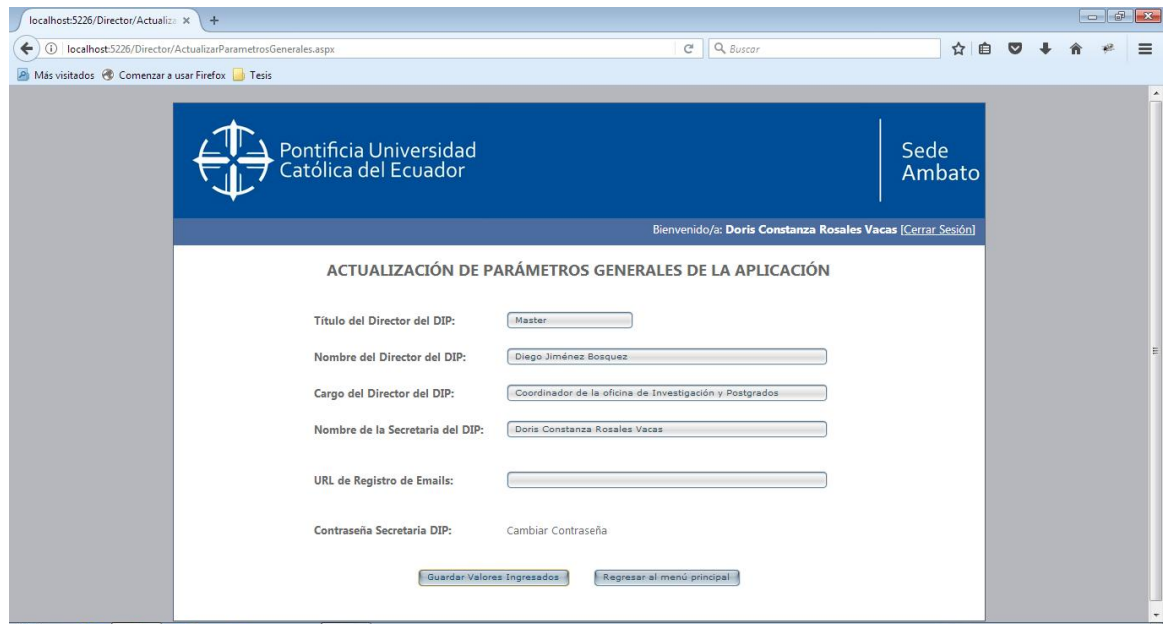 localhost:5226/Director/Actualiza
localhost:5226/Director/ActualizarParametrosGenerales.aspx
Buscar
Más visitados Comenzar a usar Firefox Tesis
Pontificia Universidad
Católica del Ecuador
Sede
Ambato
Bienvenido/a: Doris Constanza Rosales Vacas [Cerrar Sesión]
ACTUALIZACIÓN DE PARÁMETROS GENERALES DE LA APLICACIÓN
Título del Director del DIP: Master
Nombre del Director del DIP: Diego Jiménez Bosquez
Cargo del Director del DIP: Coordinador de la oficina de Investigación y Postgrados
Nombre de la Secretaria del DIP: Doris Constanza Rosales Vacas
URL de Registro de Emails:
Contraseña Secretaria DIP: Cambiar Contraseña
Guardar Valores Ingresados Regresar al menú principal